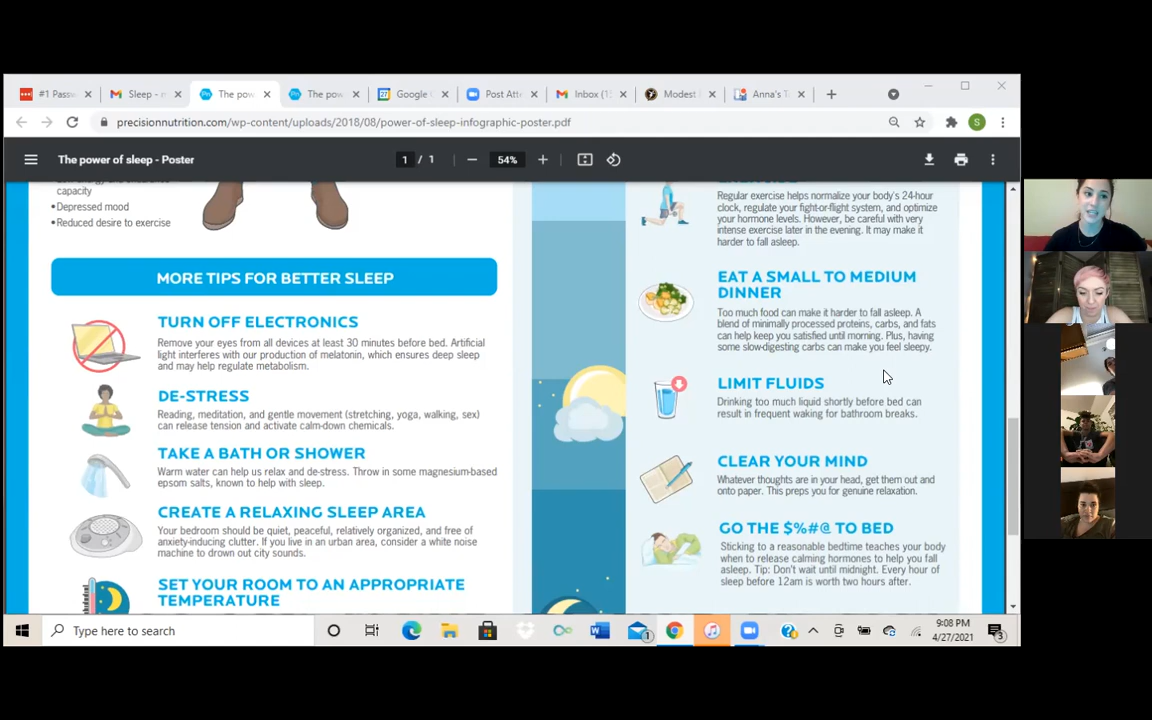 #1 Passw
Sleep - m
The pow
The pow
Google C
Post Atte
Inbox (1
Modest
Anna's T
precisionnutrition.com/wp-content/uploads/2018/08/power-of-sleep-infographic-poster.pdf
S
The power of sleep - Poster
1 / 1
54%
capacity
•Depressed mood
•Reduced desire to exercise
MORE TIPS FOR BETTER SLEEP
TURN OFF ELECTRONICS
Remove your eyes from all devices at least 30 minutes before bed. Artificial
light interferes with our production of melatonin, which ensures deep sleep
and may help regulate metabolism.
DE-STRESS
Reading, meditation, and gentle movement (stretching, yoga, walking, sex)
can release tension and activate calm-down chemicals.
TAKE A BATH OR SHOWER
Warm water can help us relax and de-stress. Throw in some magnesium-based
epsom salts, known to help with sleep.
CREATE A RELAXING SLEEP AREA
Your bedroom should be quiet, peaceful, relatively organized, and free of
anxiety-inducing clutter. If you live in an urban area, consider a white noise
machine to drown out city sounds.
SET YOUR ROOM TO AN APPROPRIATE
TEMPERATURE
Regular exercise helps normalize your body's 24-hour
clock, regulate your fight-or-flight system, and optimize
your hormone levels. However, be careful with very
intense exercise later in the evening. It may make it
harder to fall asleep.
EAT A SMALL TO MEDIUM
DINNER
Too much food can make it harder to fall asleep. A
blend of minimally processed proteins, carbs, and fats
can help keep you satisfied until morning. Plus, having
some slow-digesting carbs can make you feel sleepy.
LIMIT FLUIDS
Drinking too much liquid shortly before bed can
result in frequent waking for bathroom breaks.
CLEAR YOUR MIND
Whatever thoughts are in your head, get them out and
onto paper. This preps you for genuine relaxation.
GO THE $%#@ TO BED
Sticking to a reasonable bedtime teaches your body
when to release calming hormones to help you fall
asleep. Tip: Don't wait until midnight. Every hour of
sleep before 12am is worth two hours after.
Type here to search
9:08 PM
4/27/2021